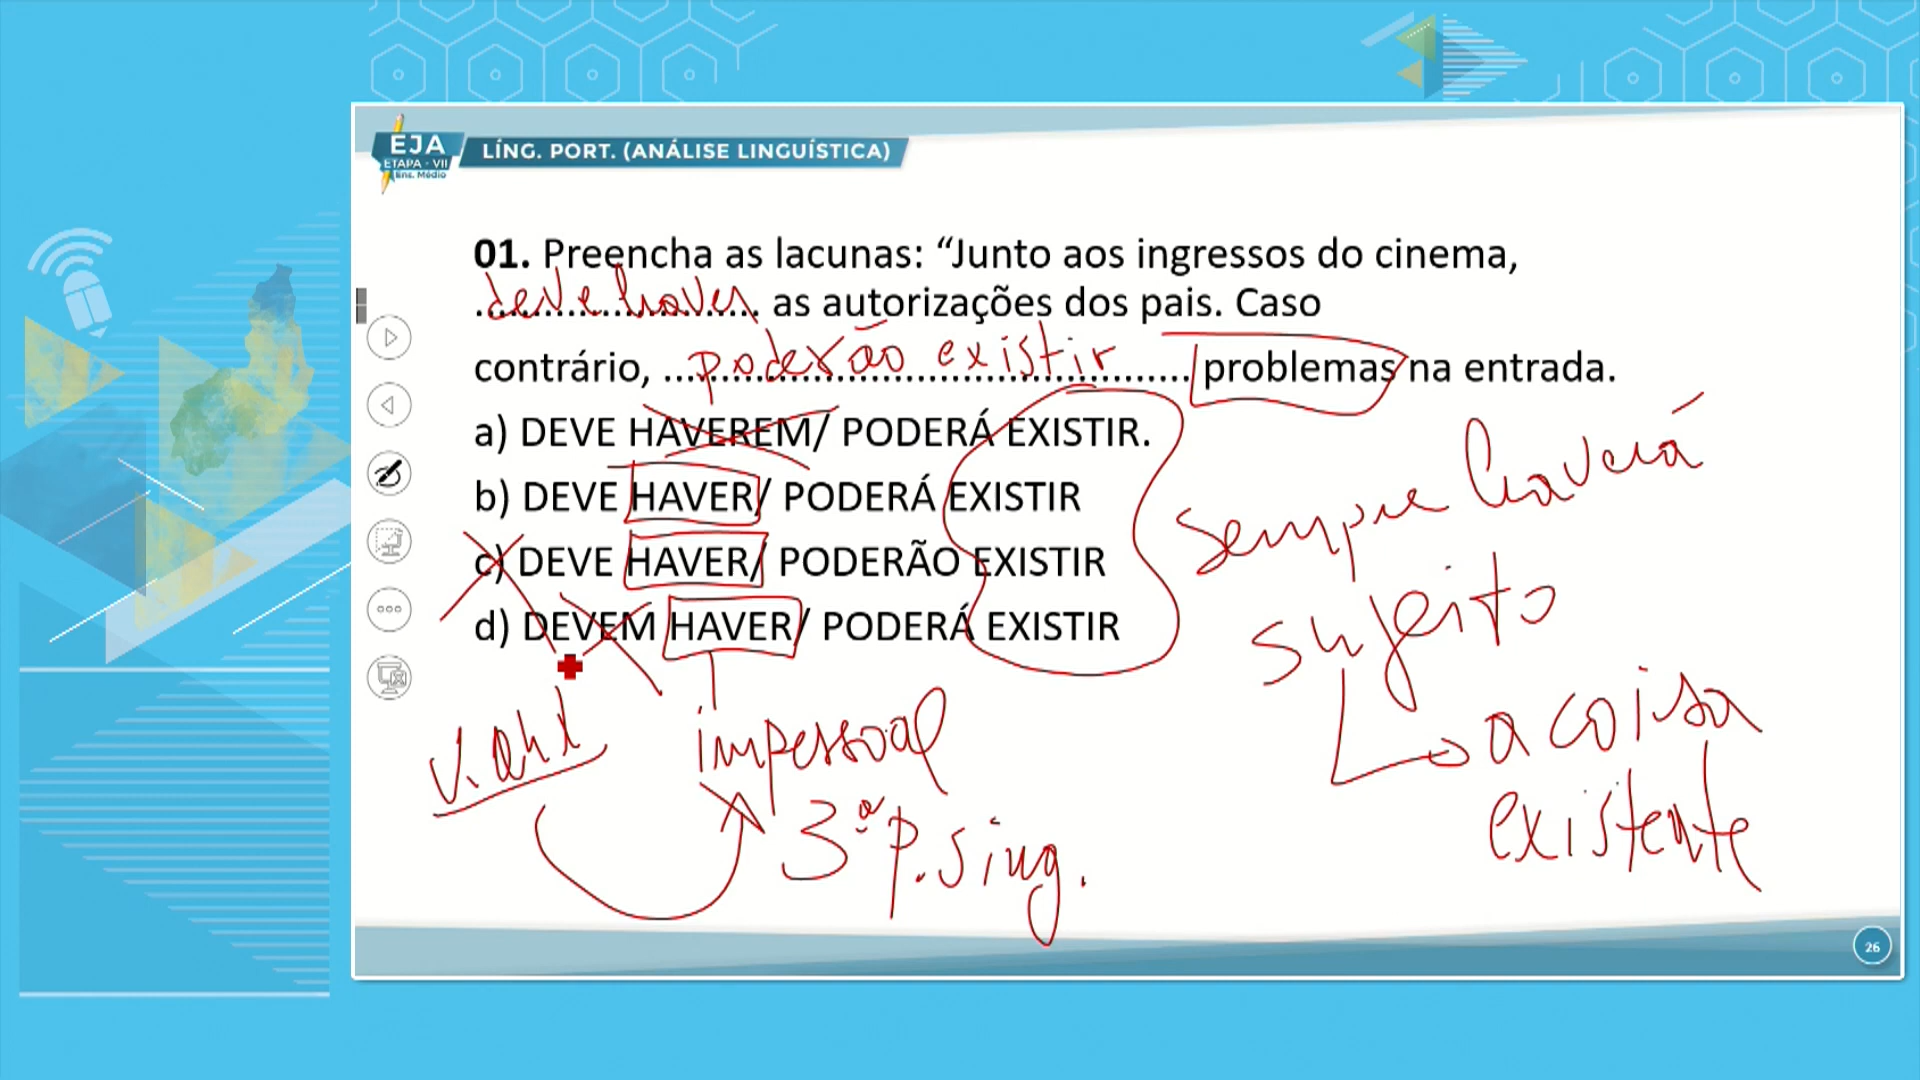 EJA
ETAPA - VII
Ens. Médio
LÍNG. PORT. (ANÁLISE LINGUÍSTICA)
01. Preencha as lacunas: “Junto aos ingressos do cinema,
deve haver as autorizações dos pais. Caso
contrário, poderão existir problemas na entrada.
a) DEVE HAVEREM/ PODERÁ EXISTIR.
b) DEVE HAVER/ PODERÁ EXISTIR
c) DEVE HAVER/ PODERÃO EXISTIR
d) DEVEM HAVER/ PODERÁ EXISTIR
sempre haverá
sujeito
a coisa
existente
impessoal
3ª p. sing.
26